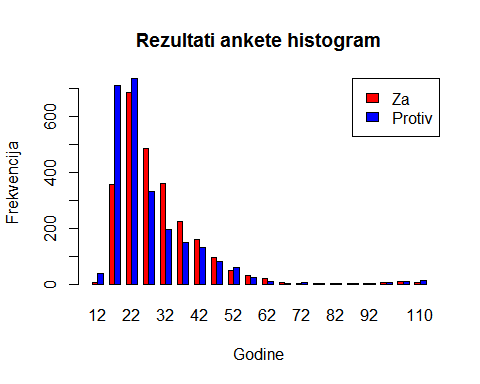 Rezultati ankete histogram
Za
Protiv
Frekvencija
600
400
200
0
12 22 32 42 52 62 72 82 92 110
Godine